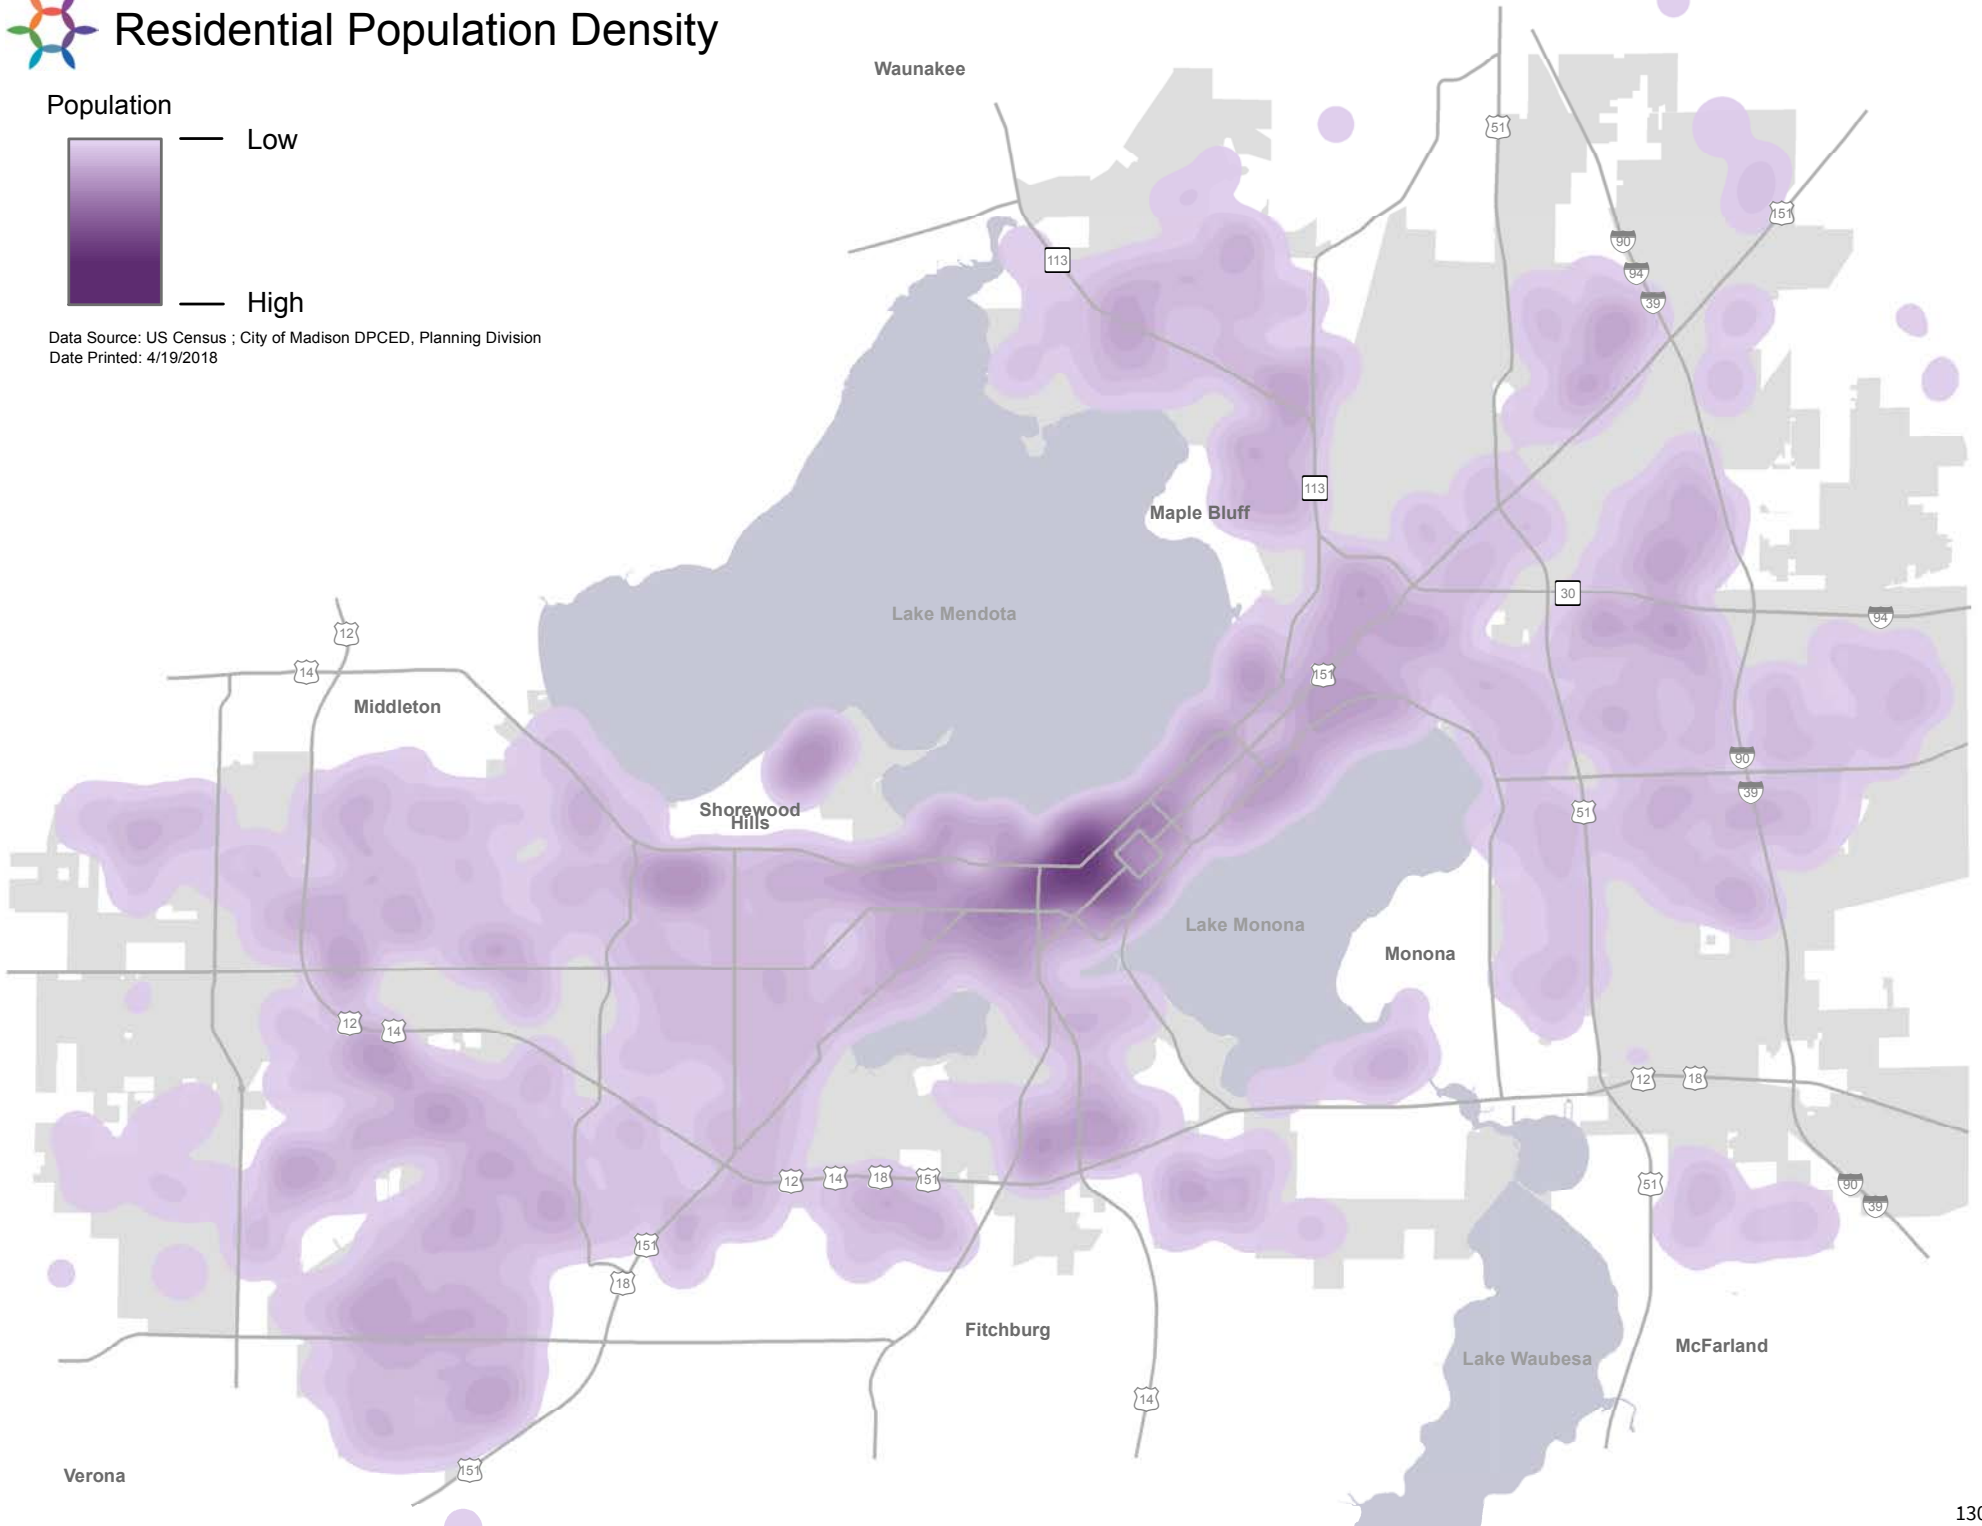 Residential Population Density
Population
Low
High
Data Source: US Census ; City of Madison DPCED, Planning Division
Date Printed: 4/19/2018
Waunakee
51
151
113
90
94
39
113
Maple Bluff
30
Lake Mendota
94
12
14
151
Middleton
90
39
Shorewood
Hills
51
Lake Monona
Monona
12
14
12
18
12
14
18
151
51
90
39
151
18
Fitchburg
McFarland
Lake Waubesa
14
Verona
151
130